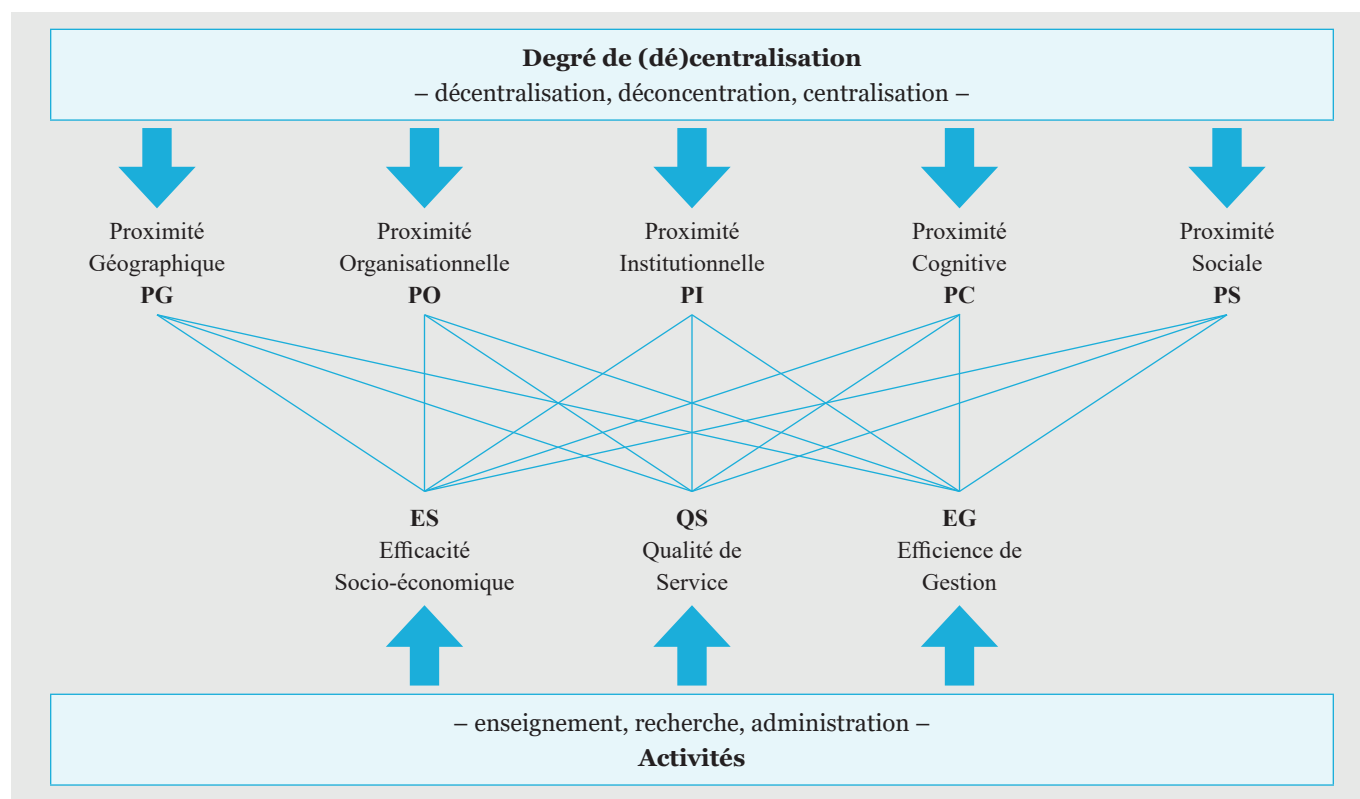 Degré de (dé)centralisation
– décentralisation, déconcentration, centralisation –
Proximité
Géographique
PG
Proximité
Organisationnelle
PO
Proximité
Institutionnelle
PI
Proximité
Cognitive
PC
Proximité
Sociale
PS
ES
Efficacité
Socio-économique
QS
Qualité de
Service
EG
Efficience de
Gestion
– enseignement, recherche, administration –
Activités